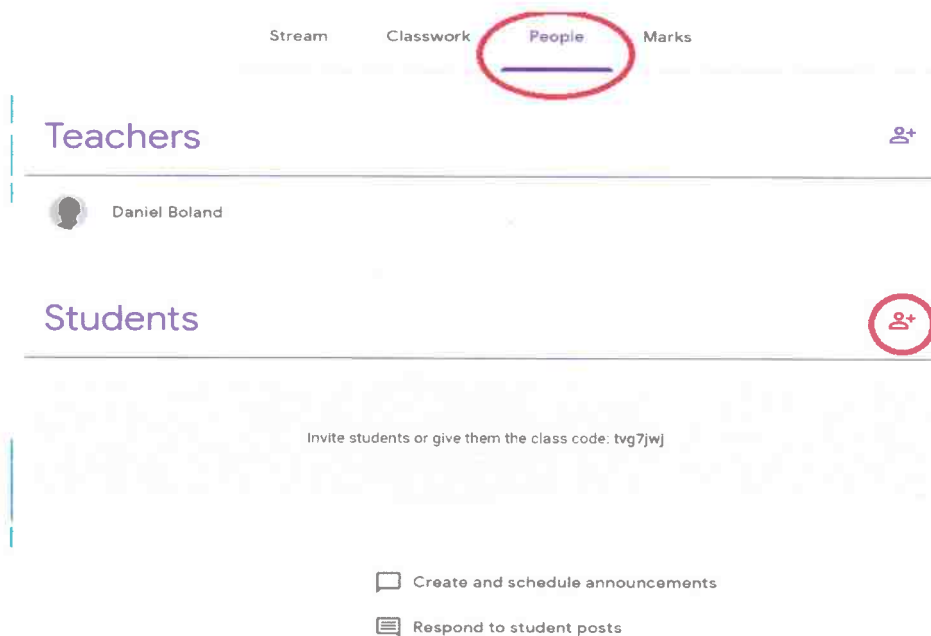 Stream Classwork People Marks
Teachers
Daniel Boland
Students
Invite students or give them the class code: tvg7jwj
Create and schedule announcements
Respond to student posts